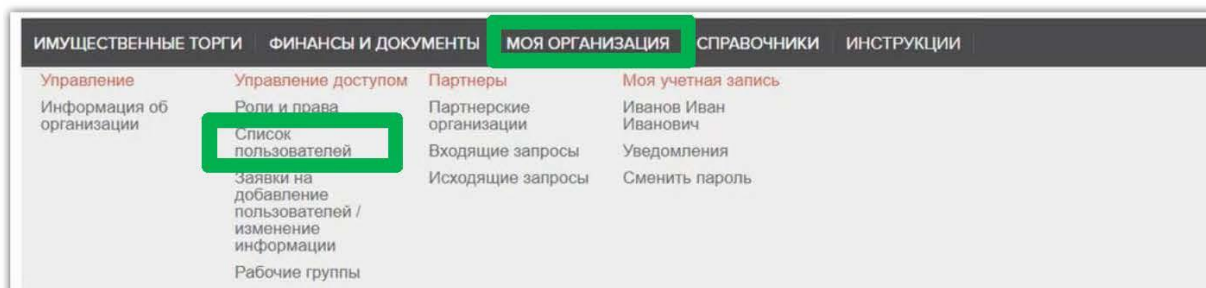 ИМУЩЕСТВЕННЫЕ ТОРГИ ФИНАНСЫ И ДОКУМЕНТЫ МОЯ ОРГАНИЗАЦИЯ СПРАВОЧНИКИ ИНСТРУКЦИИ
Управление
Информация об
организации
Управление доступом
Роли и права
Список
пользователей
Заявки на
добавление
пользователей /
изменение
информации
Рабочие группы
Партнеры
Партнерские
организации
Входящие запросы
Исходящие запросы
Моя учетная запись
Иванов Иван
Иванович
Уведомления
Сменить пароль